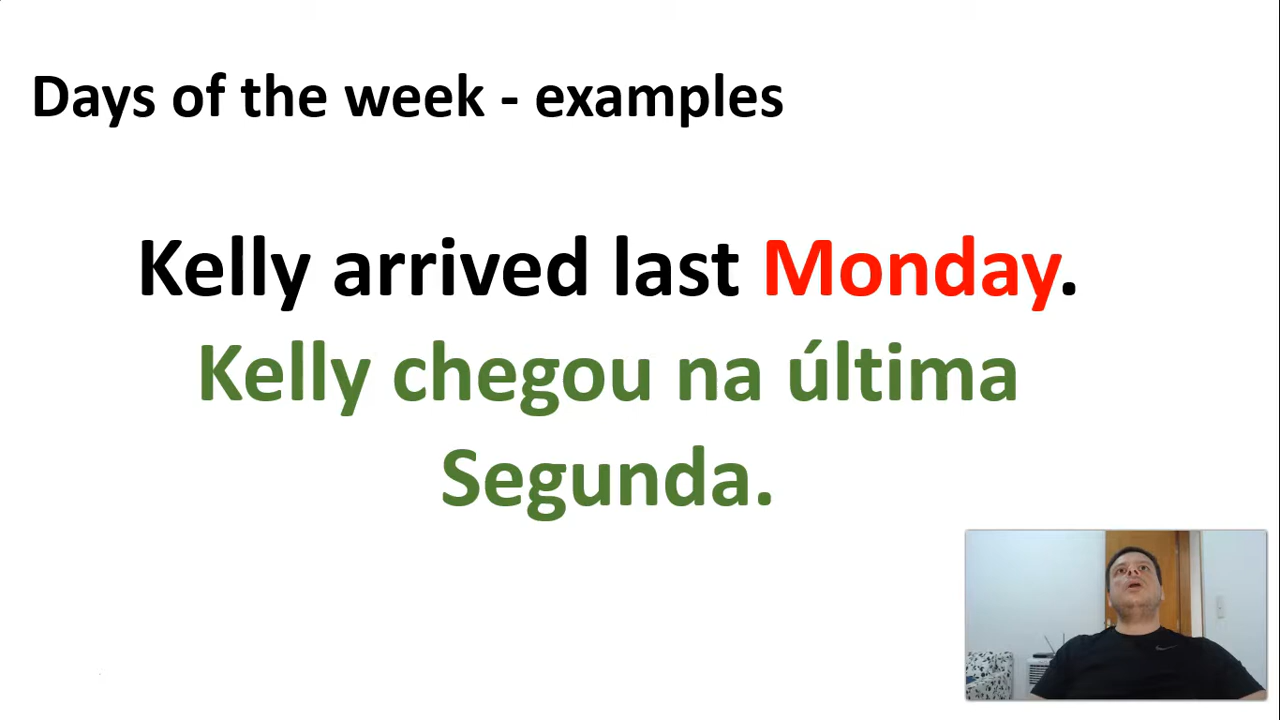 Days of the week - examples
Kelly arrived last Monday.
Kelly chegou na última
Segunda.